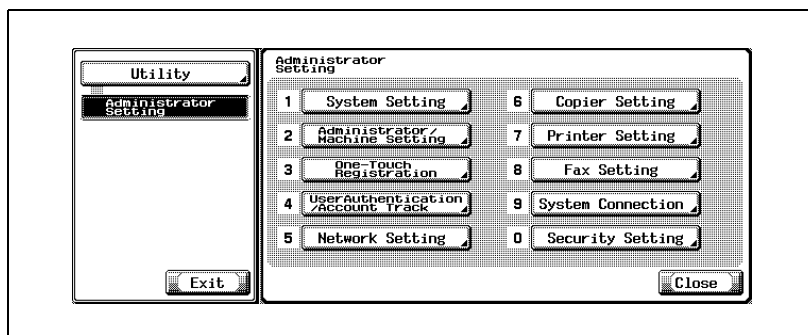 Utility
Administrator
Setting
Exit
Administrator
Setting
1 System Setting
2 Administrator/
Machine Setting
3 One-Touch
Registration
4 UserAuthentication
/Account Track
5 Network Setting
6 Copier Setting
7 Printer Setting
8 Fax Setting
9 System Connection
0 Security Setting
Close